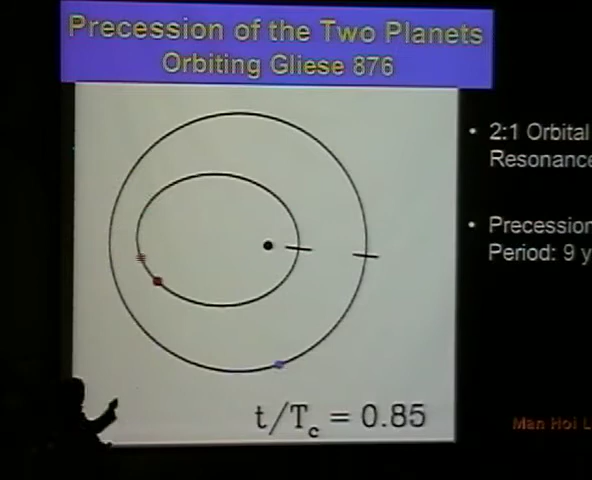 Precession of the Two Planets
Orbiting Gliese 876
• 2:1 Orbital
Resonance
• Precession
Period: 9 y
t/T_c = 0.85
Man Hoi L